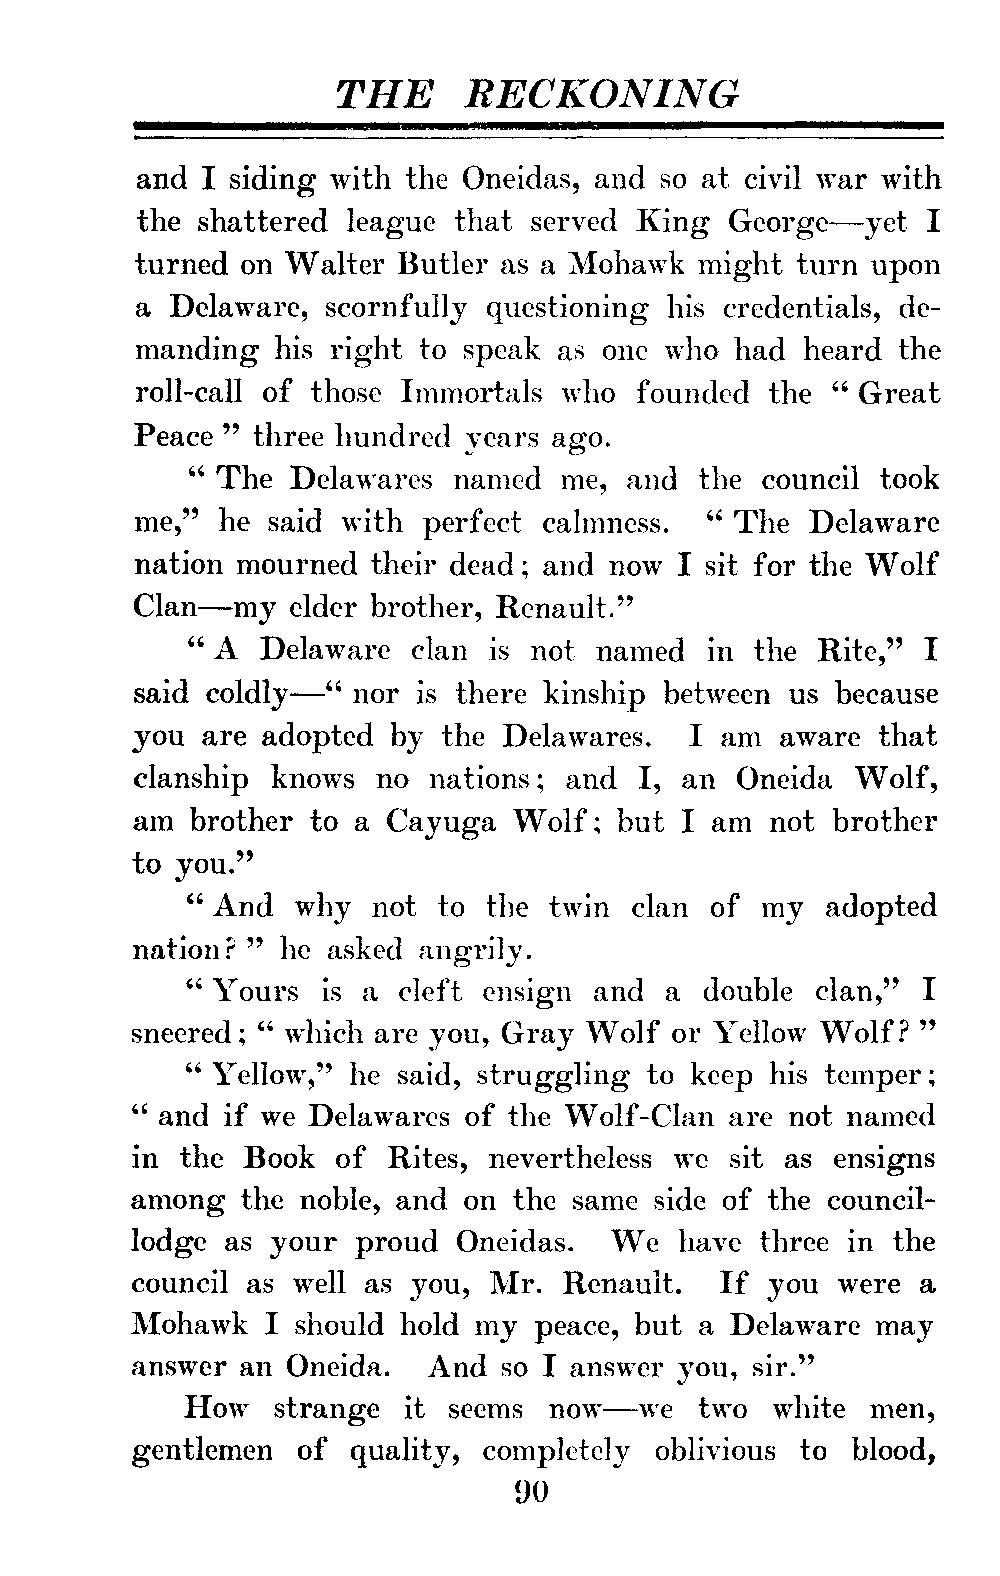 THE RECKONING
and I siding with the Oneidas, and so at civil war with
the shattered league that served King George—yet I
turned on Walter Butler as a Mohawk might turn upon
a Delaware, scornfully questioning his credentials, de-
manding his right to speak as one who had heard the
roll-call of those Immortals who founded the “ Great
Peace ” three hundred years ago.
“ The Delawares named me, and the council took
me,” he said with perfect calmness. “ The Delaware
nation mourned their dead; and now I sit for the Wolf
Clan—my elder brother, Renault.”
“ A Delaware clan is not named in the Rite,” I
said coldly—“ nor is there kinship between us because
you are adopted by the Delawares. I am aware that
clanship knows no nations; and I, an Oneida Wolf,
am brother to a Cayuga Wolf; but I am not brother
to you.”
“ And why not to the twin clan of my adopted
nation? ” he asked angrily.
“ Yours is a cleft ensign and a double clan,” I
sneered; “ which are you, Gray Wolf or Yellow Wolf? ”
“ Yellow,” he said, struggling to keep his temper;
“ and if we Delawares of the Wolf-Clan are not named
in the Book of Rites, nevertheless we sit as ensigns
among the noble, and on the same side of the council-
lodge as your proud Oneidas. We have three in the
council as well as you, Mr. Renault. If you were a
Mohawk I should hold my peace, but a Delaware may
answer an Oneida. And so I answer you, sir.”
How strange it seems now—we two white men,
gentlemen of quality, completely oblivious to blood,
90